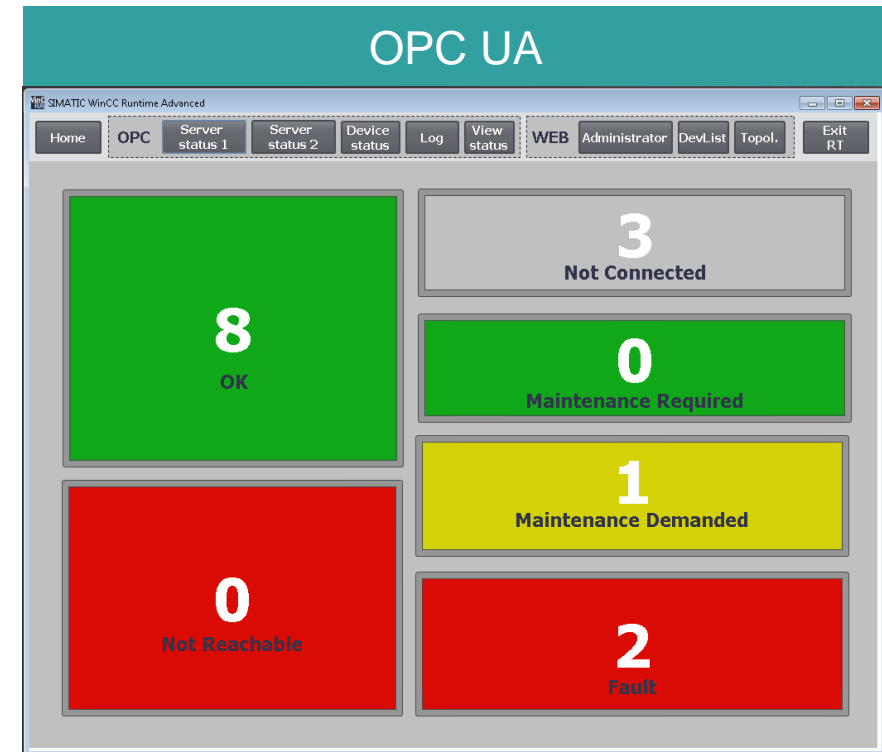 OPC UA
SIMATIC WinCC Runtime Advanced
Home
OPC
Server
status 1
Server
status 2
Device
status
Log
View
status
WEB
Administrator
DevList
Topol.
Exit
RT
8
OK
3
Not Connected
0
Maintenance Required
1
Maintenance Demanded
0
Not Reachable
2
Fault